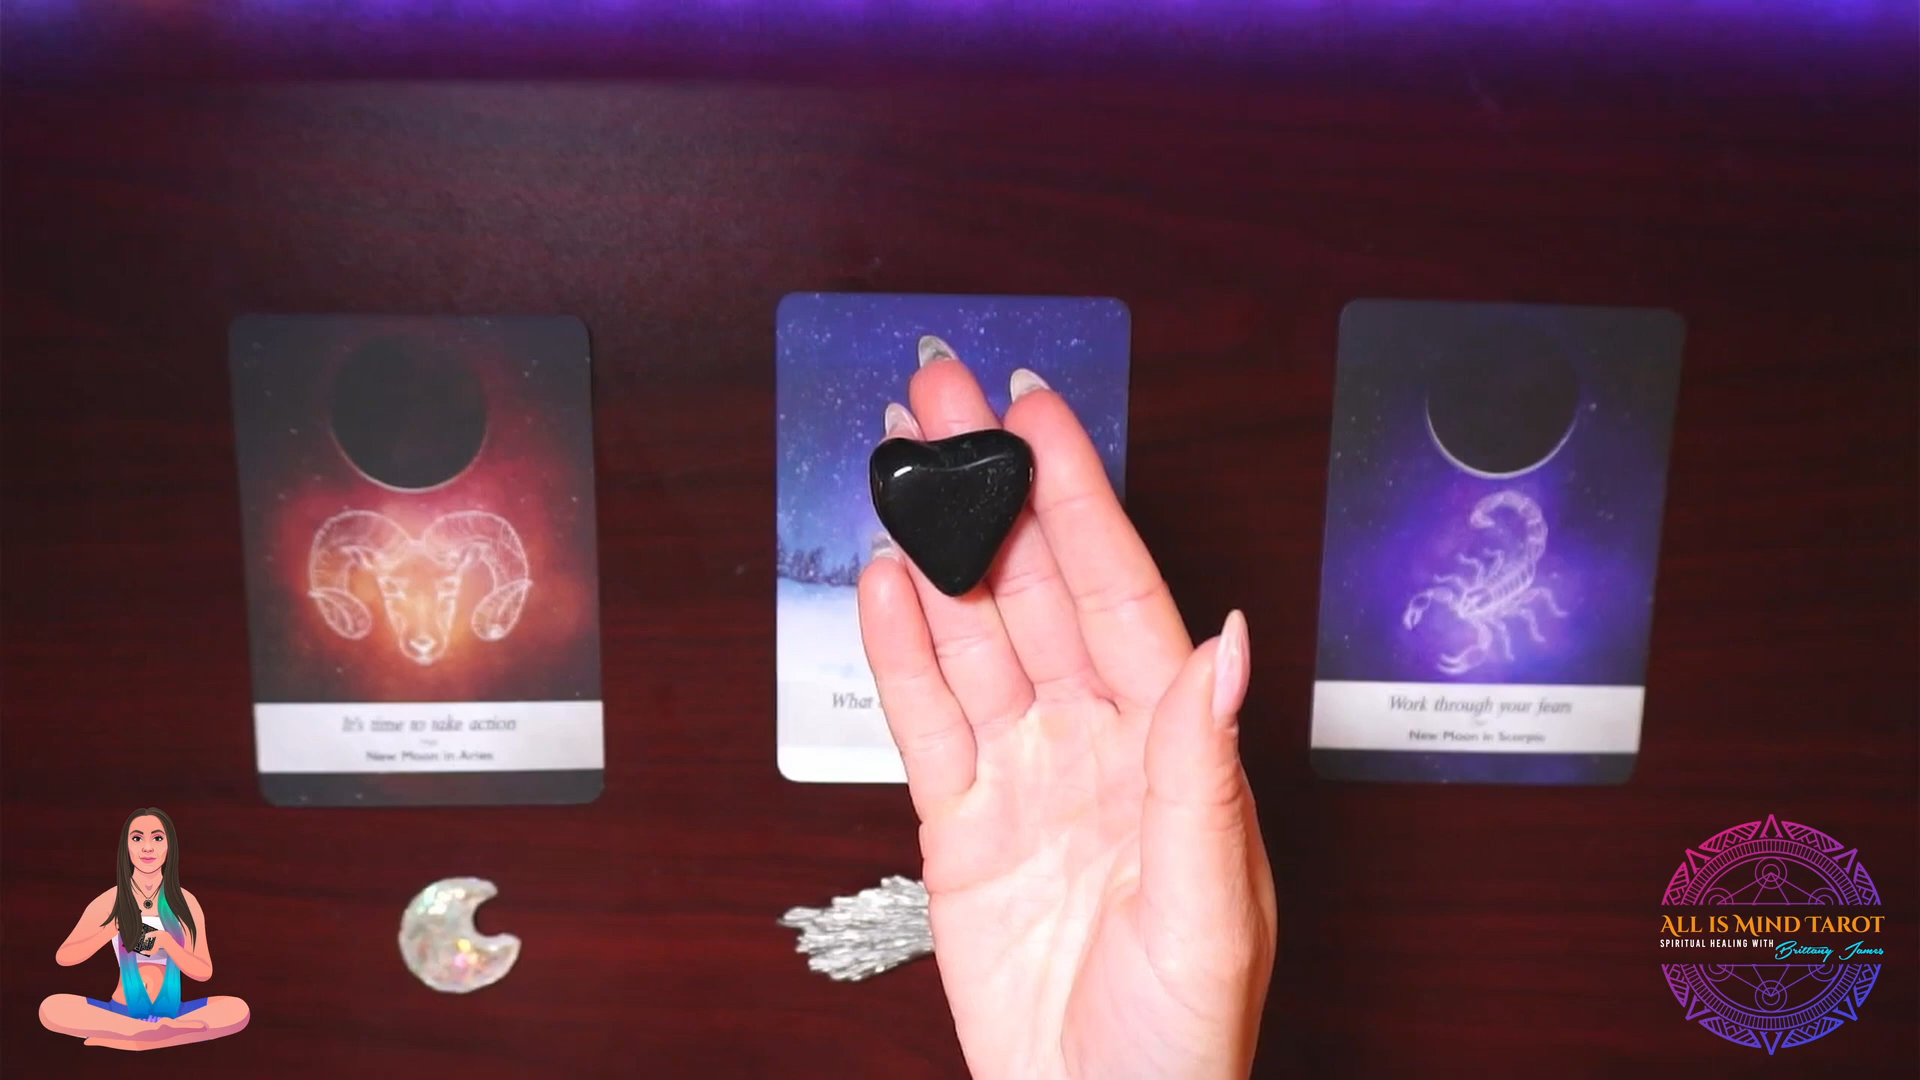 It's time to take action
New Moon in Aries
What
Work through your fears
New Moon in Scorpio
ALL IS MIND TAROT
SPIRITUAL HEALING WITH Brittany James